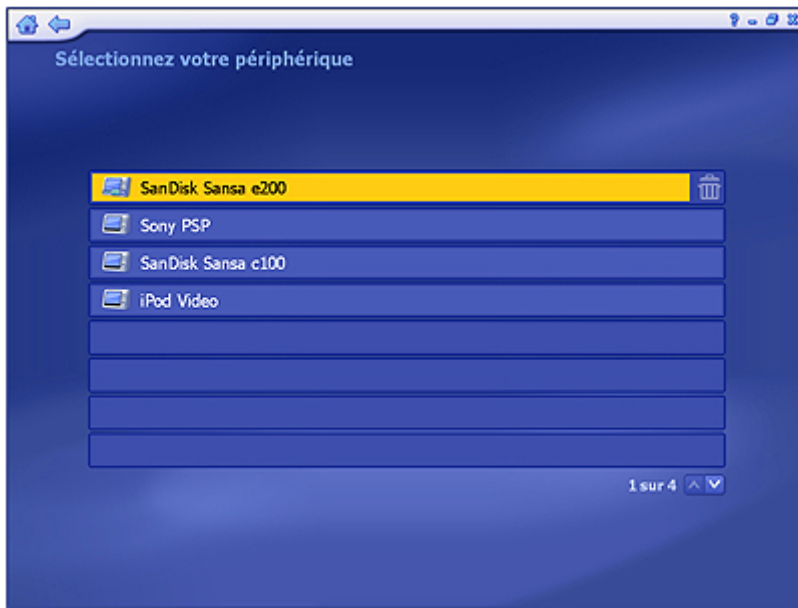 Sélectionnez votre périphérique
SanDisk Sansa e200
Sony PSP
SanDisk Sansa c100
iPod Video
1 sur 4